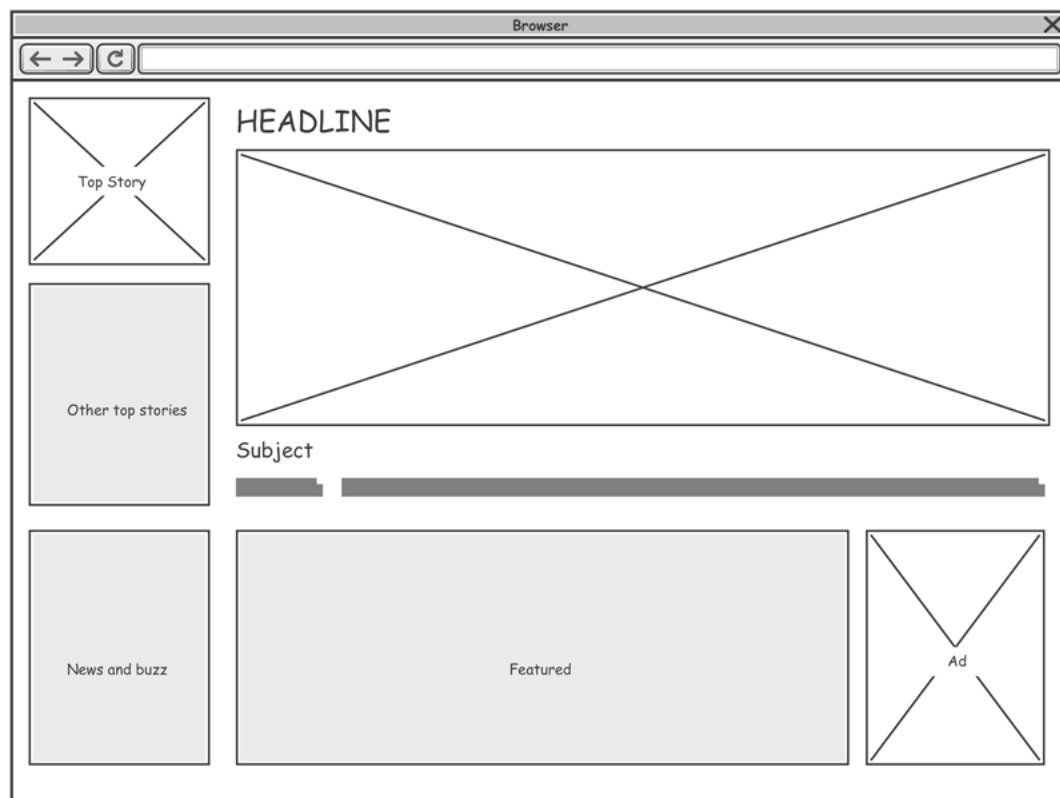 Browser
HEADLINE
Top Story
Other top stories
Subject
News and buzz
Featured
Ad